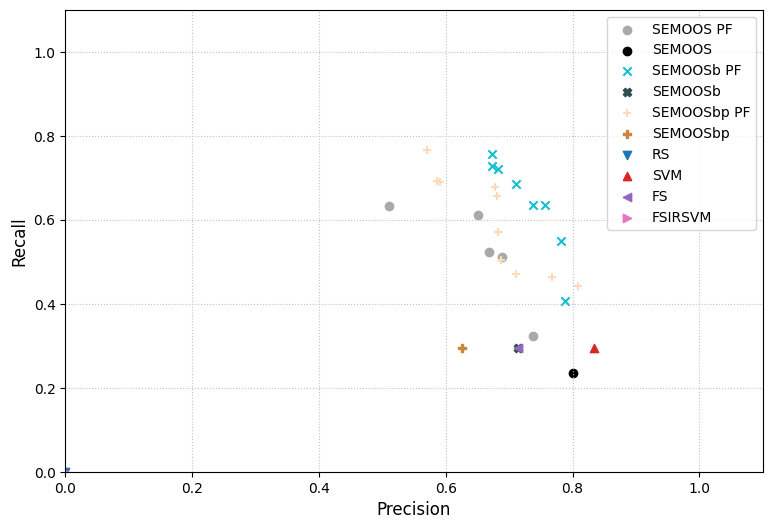 SEMOOS PF
SEMOOS
SEMOOSb PF
SEMOOSb
SEMOOSbp PF
SEMOOSbp
RS
SVM
FS
FSIRSVM
1.0
0.8
0.6
0.4
0.2
0.0
Recall
0.0 0.2 0.4 0.6 0.8 1.0
Precision